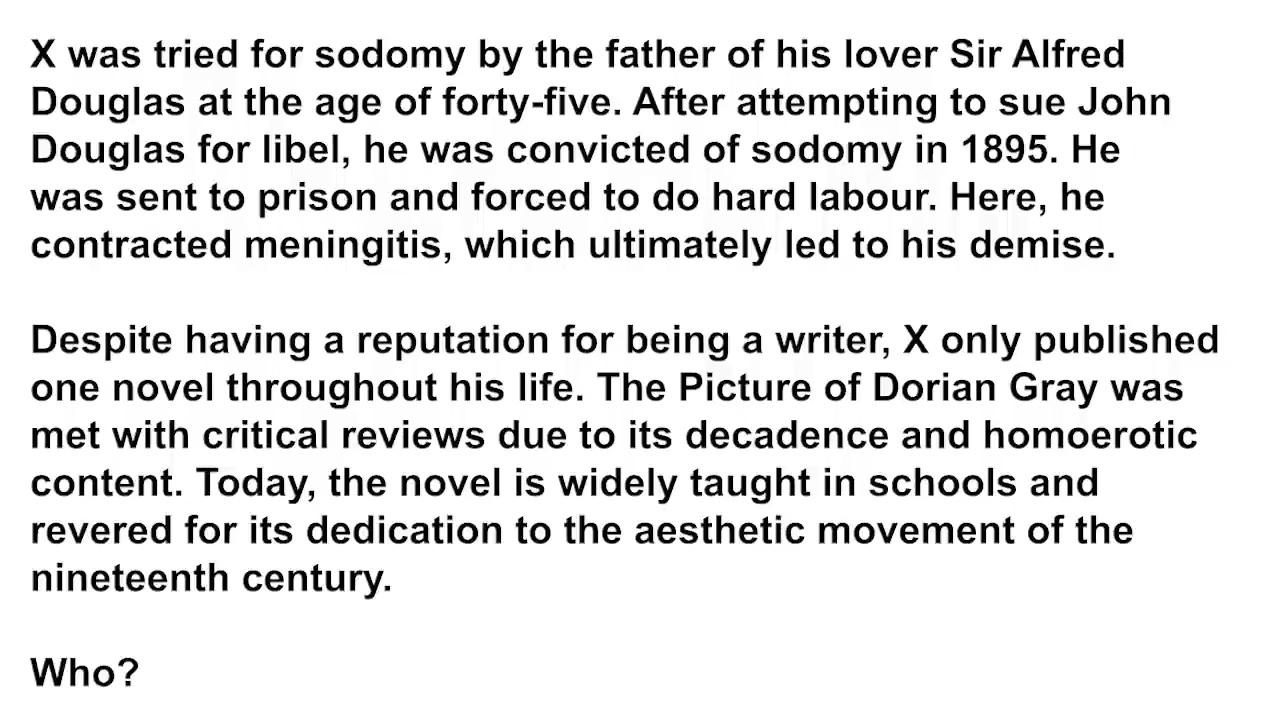 X was tried for sodomy by the father of his lover Sir Alfred
Douglas at the age of forty-five. After attempting to sue John
Douglas for libel, he was convicted of sodomy in 1895. He
was sent to prison and forced to do hard labour. Here, he
contracted meningitis, which ultimately led to his demise.
Despite having a reputation for being a writer, X only published
one novel throughout his life. The Picture of Dorian Gray was
met with critical reviews due to its decadence and homoerotic
content. Today, the novel is widely taught in schools and
revered for its dedication to the aesthetic movement of the
nineteenth century.
Who?